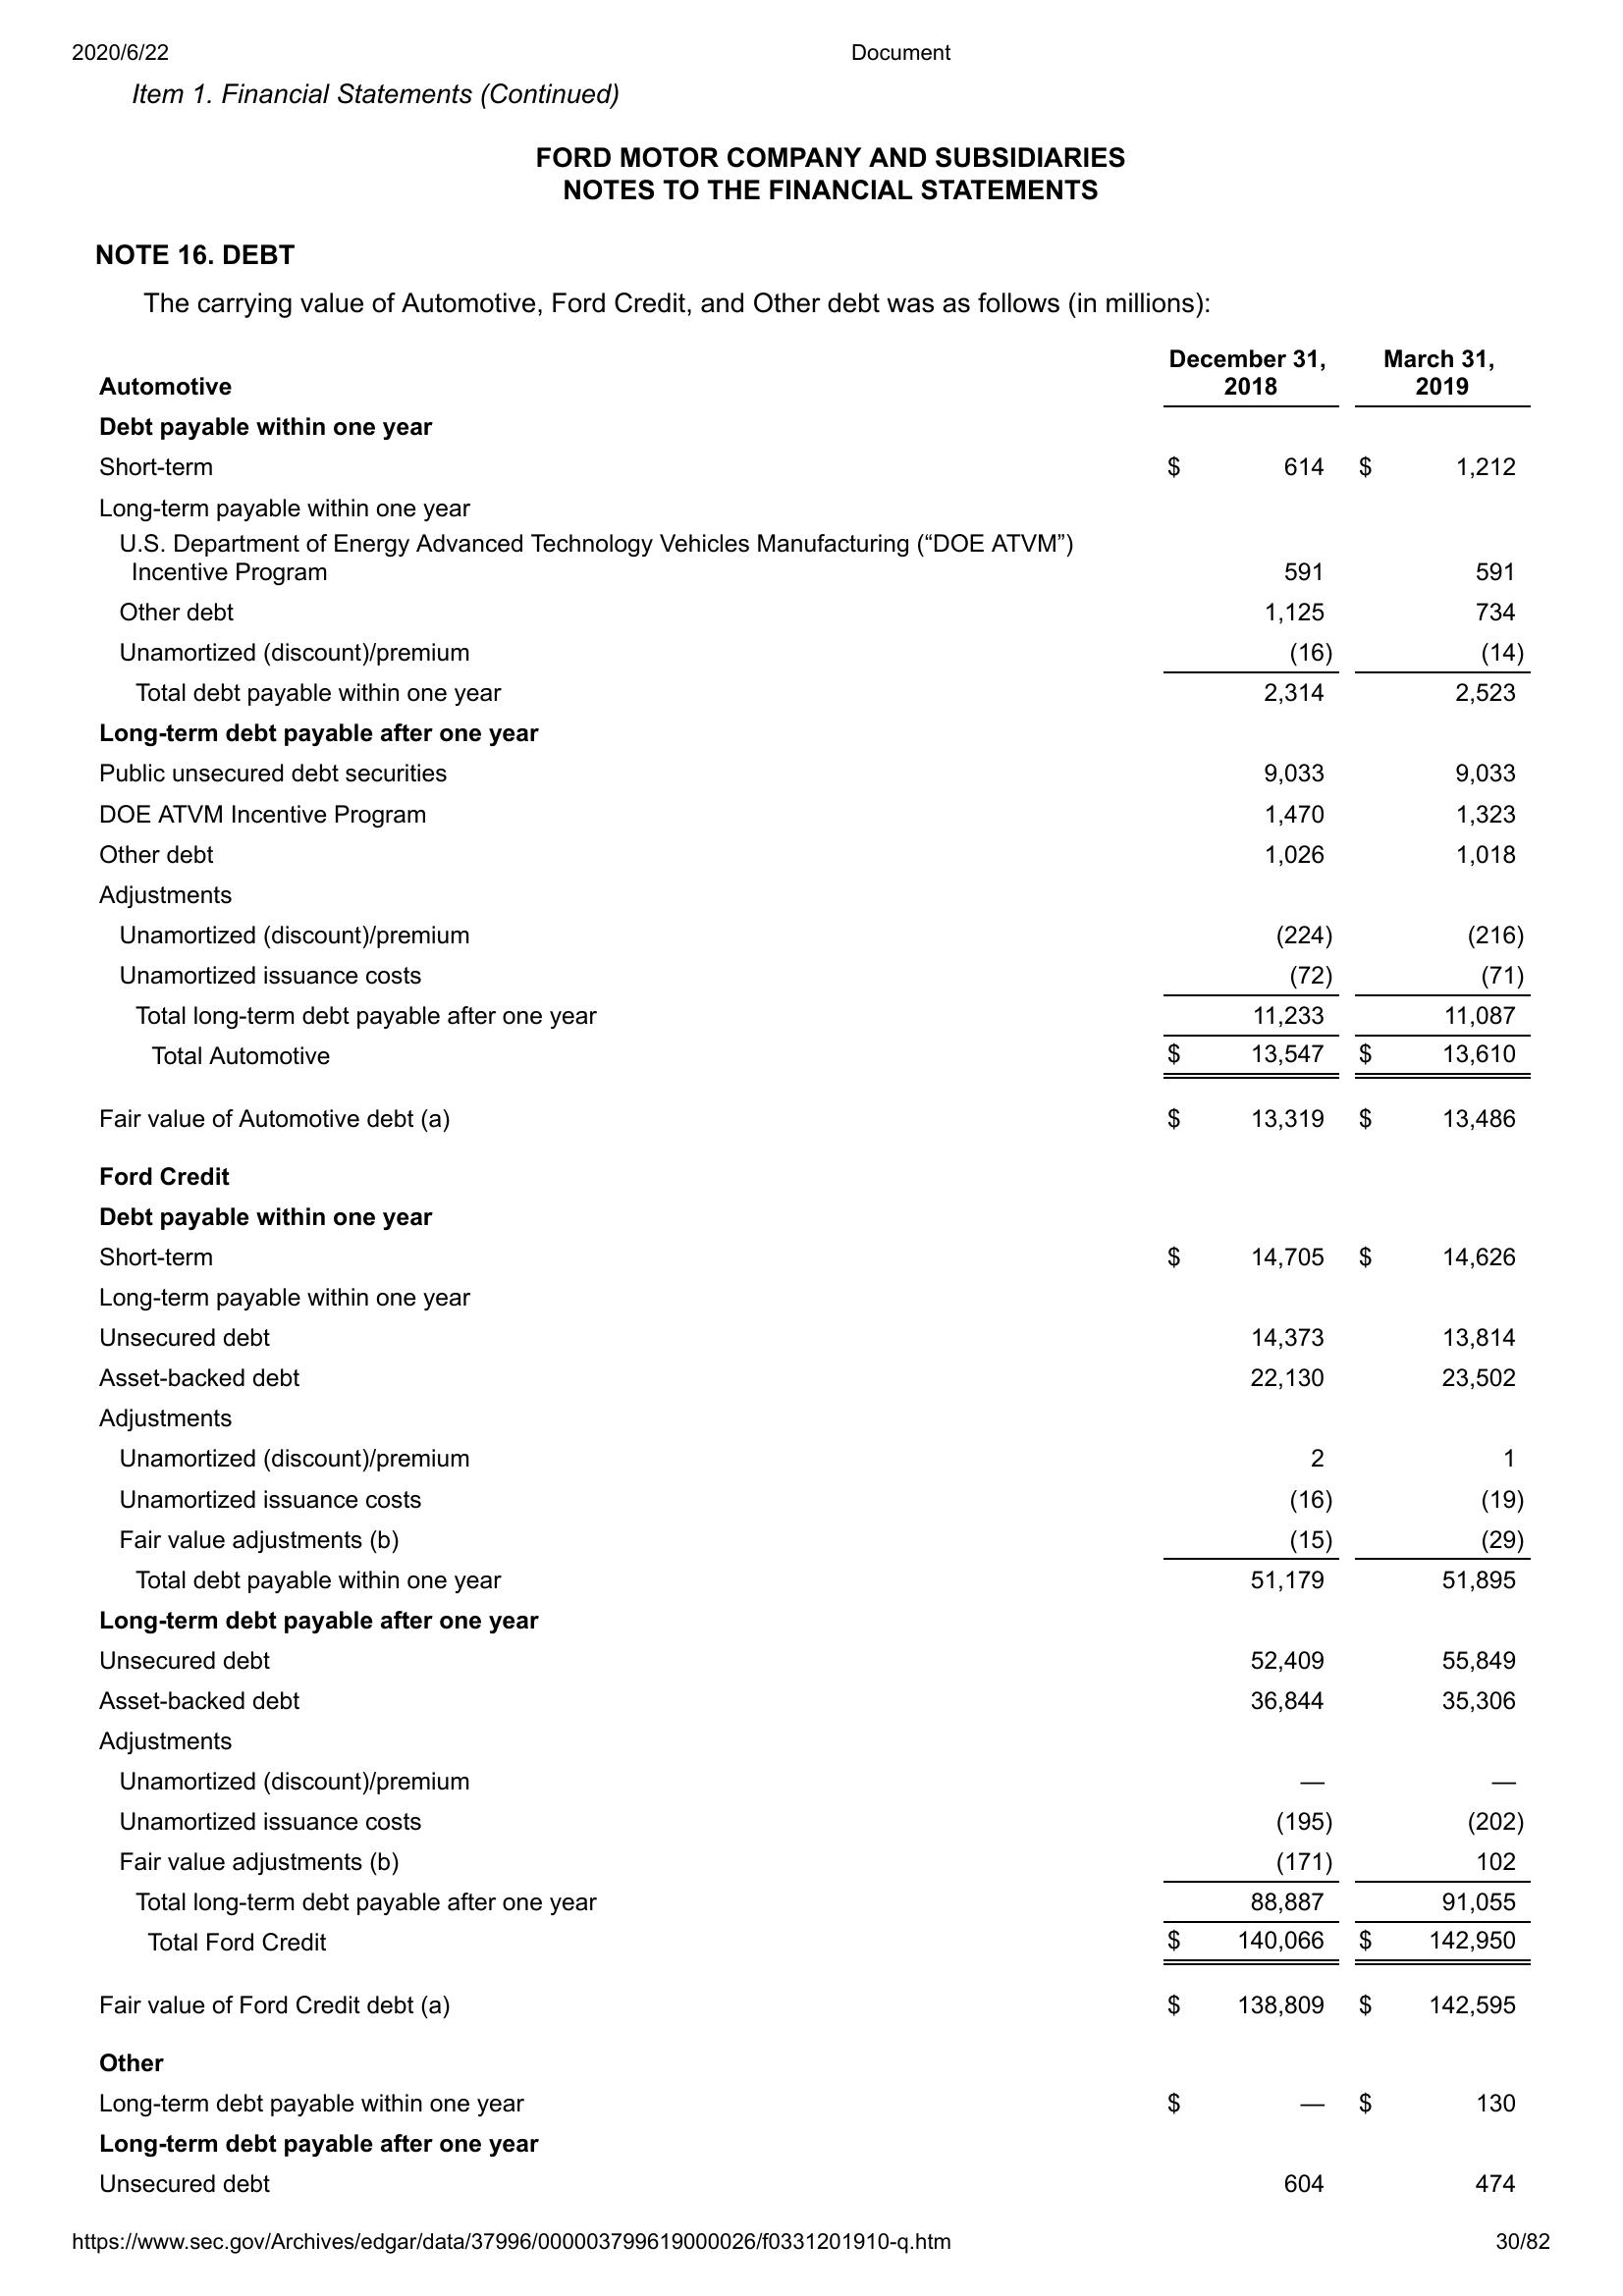 2020/6/22 Document
Item 1. Financial Statements (Continued)
FORD MOTOR COMPANY AND SUBSIDIARIES
NOTES TO THE FINANCIAL STATEMENTS
NOTE 16. DEBT
The carrying value of Automotive, Ford Credit, and Other debt was as follows (in millions):
December 31, March 31,
Automotive 2018 2019
Debt payable within one year
Short-term $ 614 $ 1,212
Long-term payable within one year
U.S. Department of Energy Advanced Technology Vehicles Manufacturing (“DOE ATVM”)
Incentive Program 591 591
Other debt 1,125 734
Unamortized (discount)/premium (16) (14)
Total debt payable within one year 2,314 2,523
Long-term debt payable after one year
Public unsecured debt securities 9,033 9,033
DOE ATVM Incentive Program 1,470 1,323
Other debt 1,026 1,018
Adjustments
Unamortized (discount)/premium (224) (216)
Unamortized issuance costs (72) (71)
Total long-term debt payable after one year 11,233 11,087
Total Automotive $ 13,547 $ 13,610
Fair value of Automotive debt (a) $ 13,319 $ 13,486
Ford Credit
Debt payable within one year
Short-term $ 14,705 $ 14,626
Long-term payable within one year
Unsecured debt 14,373 13,814
Asset-backed debt 22,130 23,502
Adjustments
Unamortized (discount)/premium 2 1
Unamortized issuance costs (16) (19)
Fair value adjustments (b) (15) (29)
Total debt payable within one year 51,179 51,895
Long-term debt payable after one year
Unsecured debt 52,409 55,849
Asset-backed debt 36,844 35,306
Adjustments
Unamortized (discount)/premium — —
Unamortized issuance costs (195) (202)
Fair value adjustments (b) (171) 102
Total long-term debt payable after one year 88,887 91,055
Total Ford Credit $ 140,066 $ 142,950
Fair value of Ford Credit debt (a) $ 138,809 $ 142,595
Other
Long-term debt payable within one year $ — $ 130
Long-term debt payable after one year
Unsecured debt 604 474
https://www.sec.gov/Archives/edgar/data/37996/000003799619000026/f0331201910-q.htm 30/82